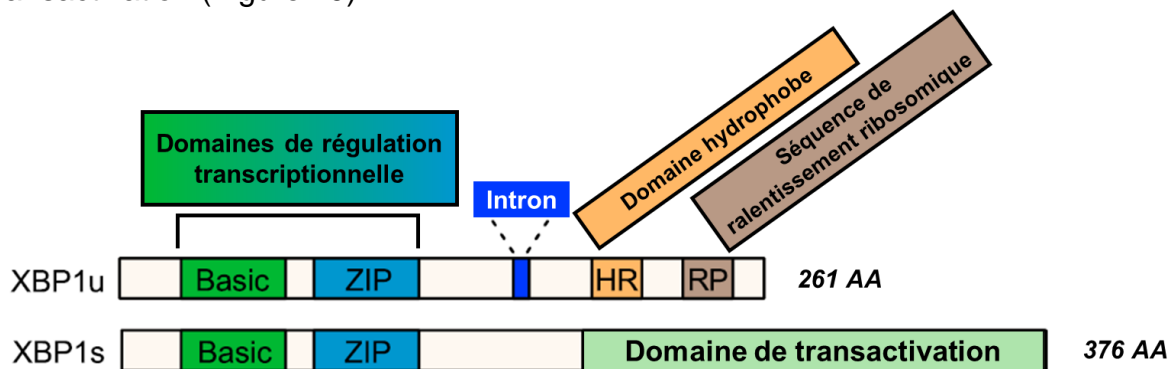 Domaines de régulation
transcriptionnelle
Intron
Domaine hydrophobe
Séquence de
ralentissement ribosomique
XBP1u Basic ZIP HR RP 261 AA
XBP1s Basic ZIP Domaine de transactivation 376 AA